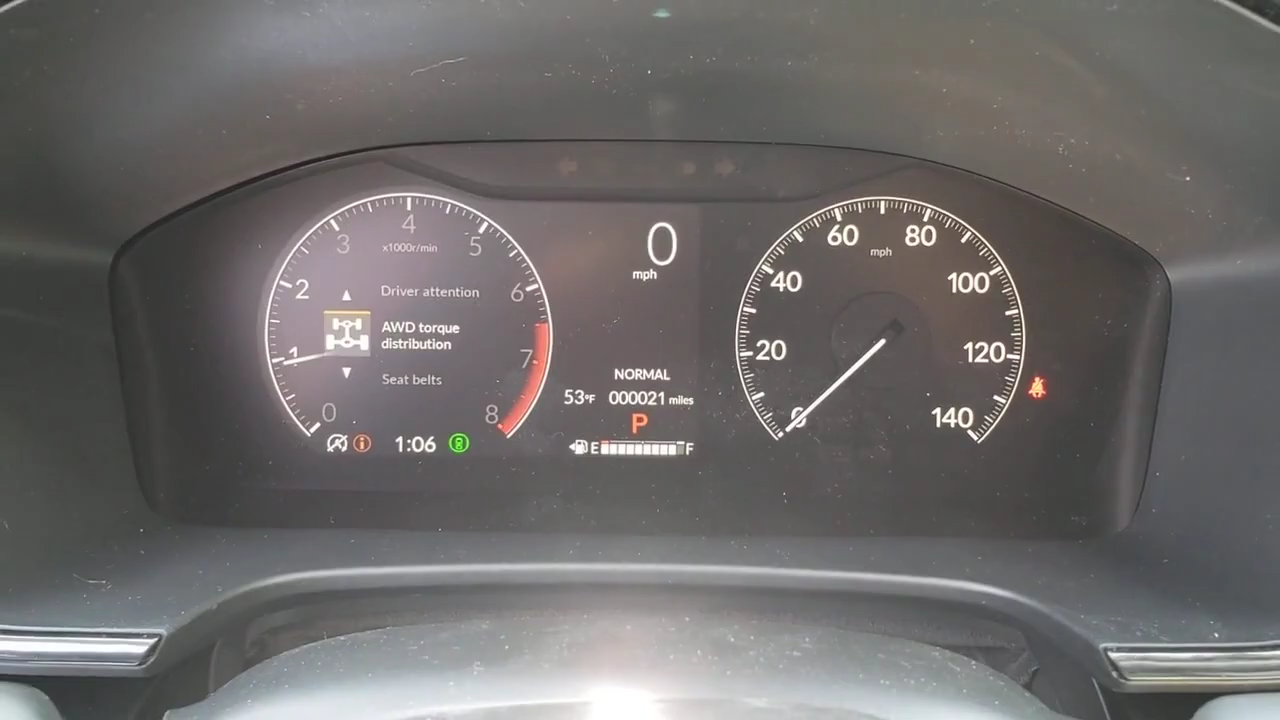 4
3
5
x1000r/min
2
Driver attention
6
AWD torque
distribution
1
7
Seat belts
0
8
1:06
0
mph
NORMAL
53°F 000021 miles
P
E F
60 80
mph
40 100
20 120
0 140